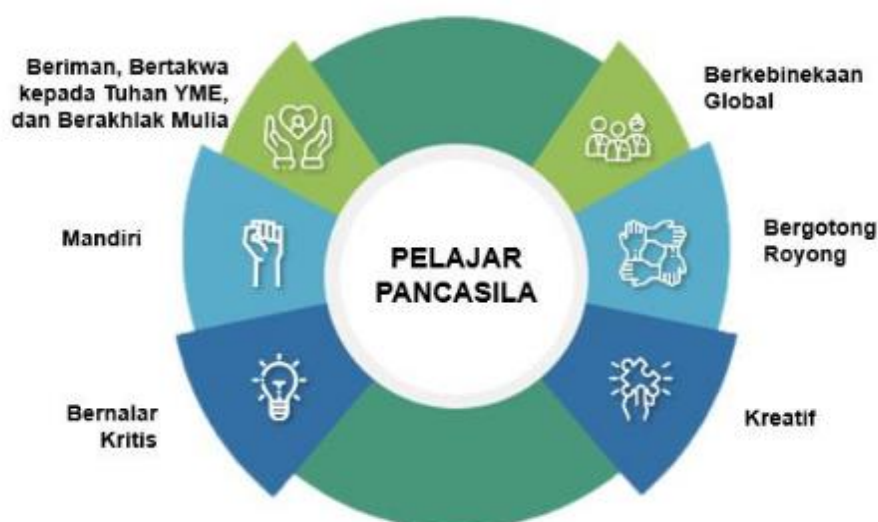 Beriman, Bertakwa
kepada Tuhan YME,
dan Berakhlak Mulia
Berkebinekaan
Global
Mandiri
PELAJAR
PANCASILA
Bergotong
Royong
Bernalar
Kritis
Kreatif